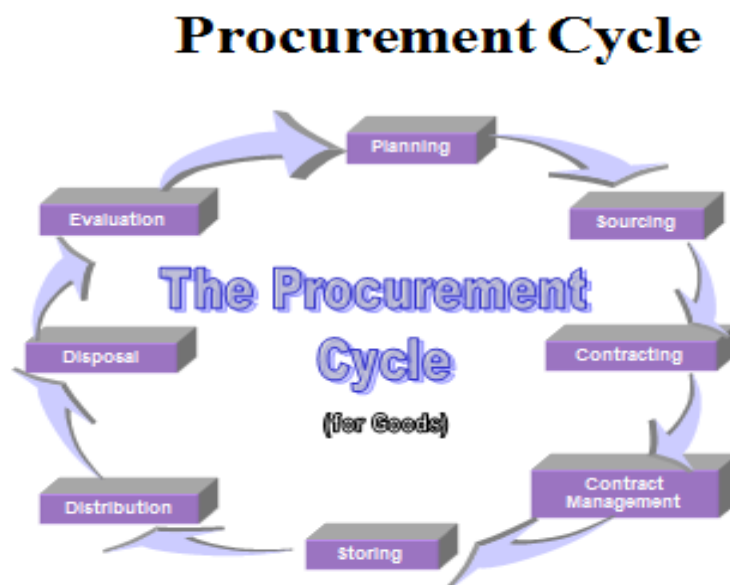 Procurement Cycle
Planning
Sourcing
Contracting
Contract
Management
Storing
Distribution
Disposal
Evaluation
The Procurement
Cycle
(for Goods)